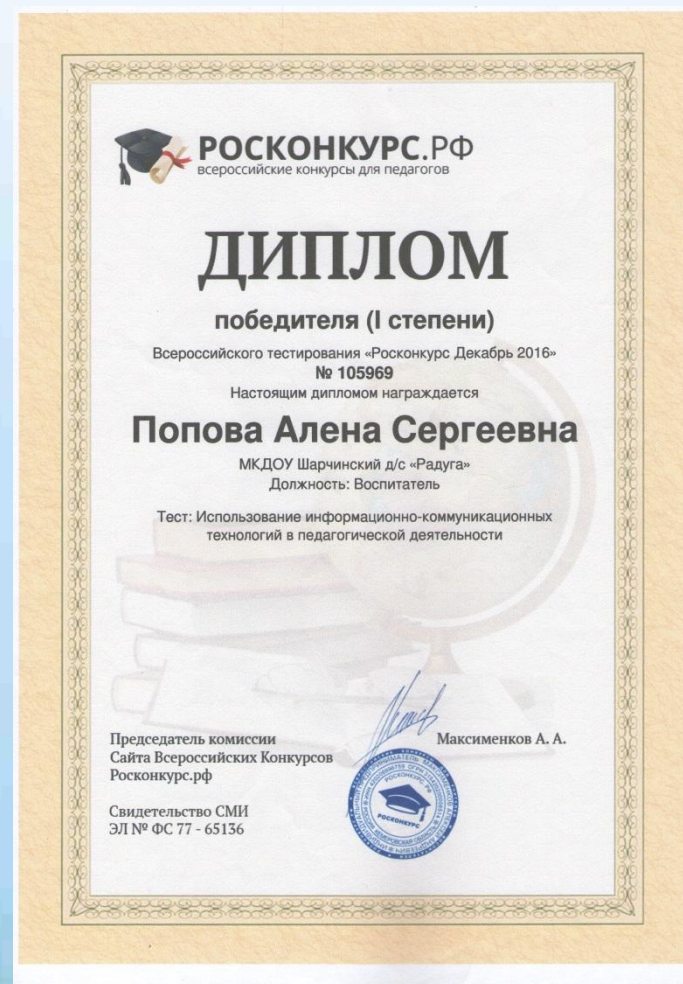 РОСКОНКУРС.РФ
всероссийские конкурсы для педагогов
ДИПЛОМ
победителя (I степени)
Всероссийского тестирования «Росконкурс Декабрь 2016»
№ 105969
Настоящим дипломом награждается
Попова Алена Сергеевна
МКДОУ Шарчинский д/с «Радуга»
Должность: Воспитатель
Тест: Использование информационно-коммуникационных
технологий в педагогической деятельности
Председатель комиссии
Сайта Всероссийских Конкурсов
Росконкурс.рф
Максименков А. А.
Свидетельство СМИ
ЭЛ № ФС 77 - 65136
РОСКОНКУРС.РФ
РОСКОНКУРС